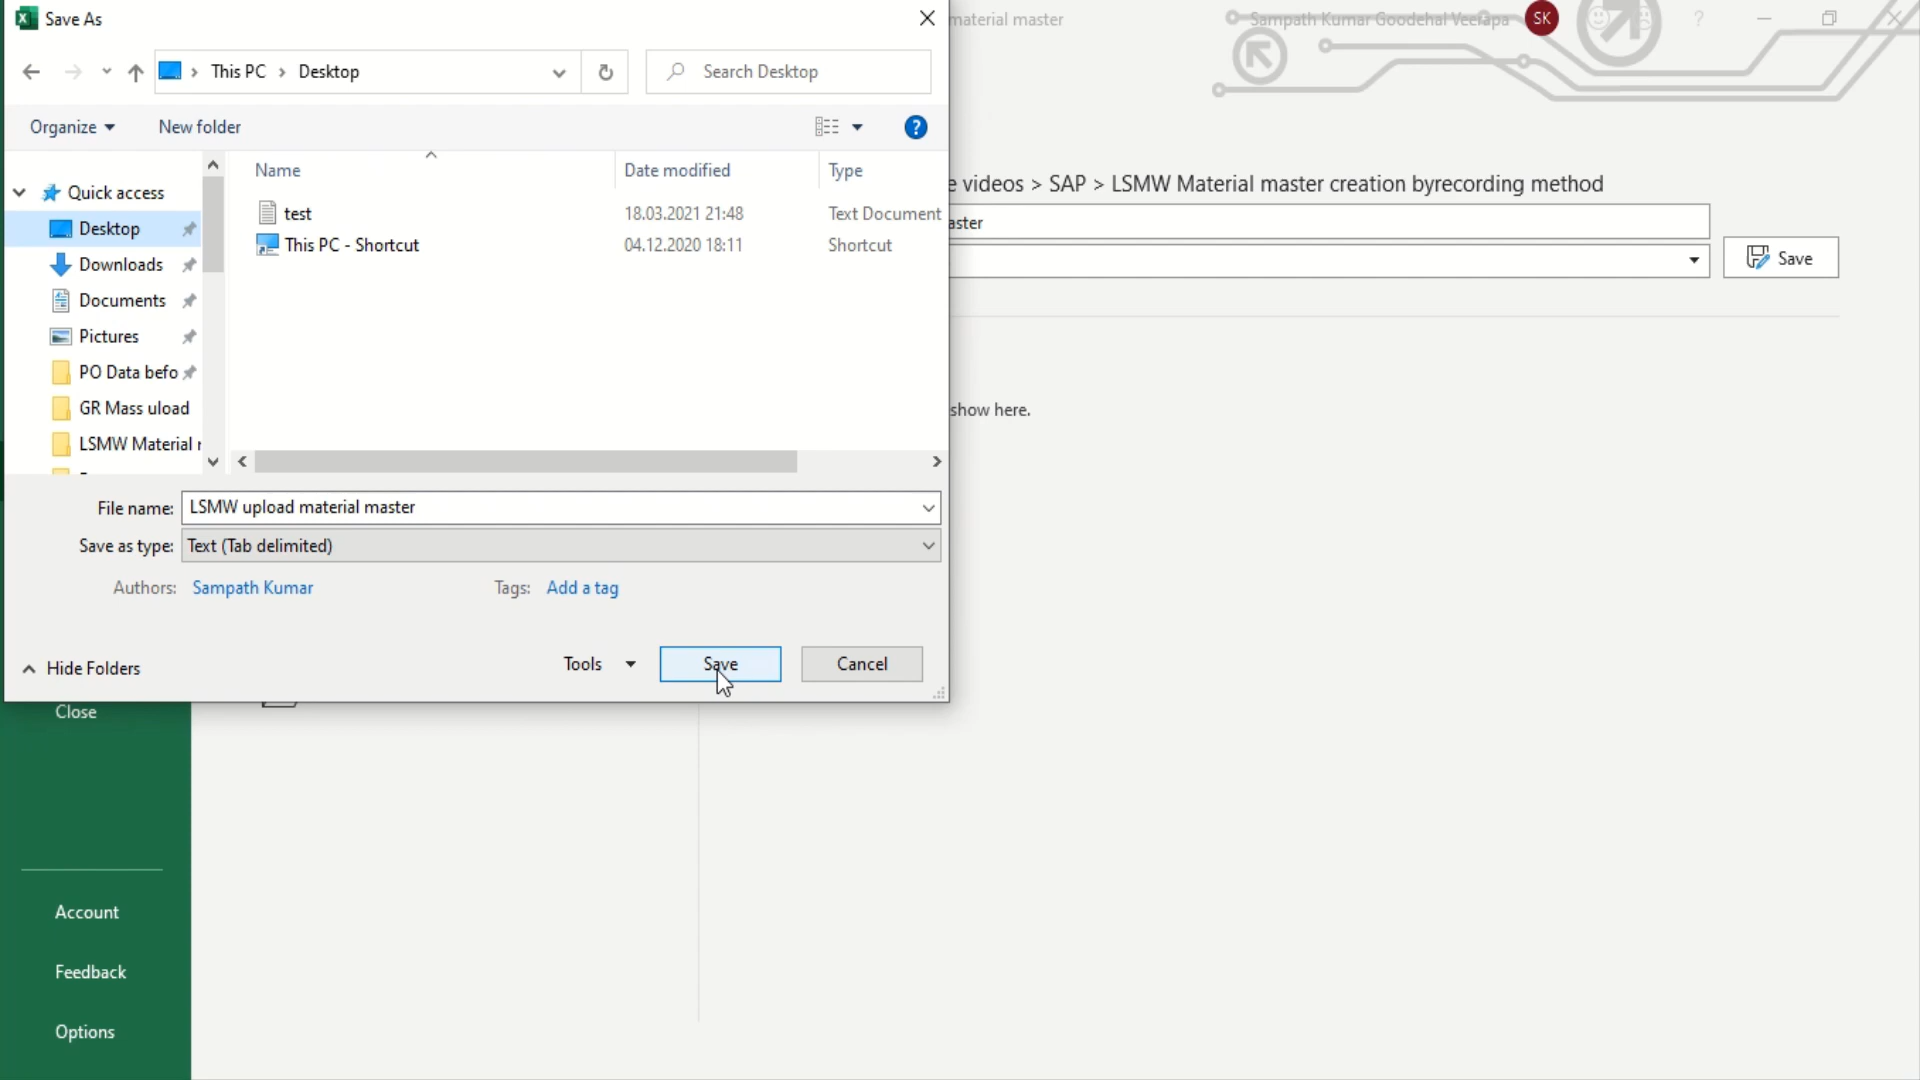 Save As
material master
Sampath Kumar Goodehal Veerapa
SK
?
This PC > Desktop
Search Desktop
Organize
New folder
?
Name
Date modified
Type
Quick access
Desktop
Downloads
Documents
Pictures
PO Data befo
GR Mass uload
LSMW Material r
test
18.03.2021 21:48
Text Document
This PC - Shortcut
04.12.2020 18:11
Shortcut
e videos > SAP > LSMW Material master creation byrecording method
aster
Save
show here.
File name: LSMW upload material master
Save as type: Text (Tab delimited)
Authors: Sampath Kumar
Tags: Add a tag
Hide Folders
Tools
Save
Cancel
Close
Account
Feedback
Options